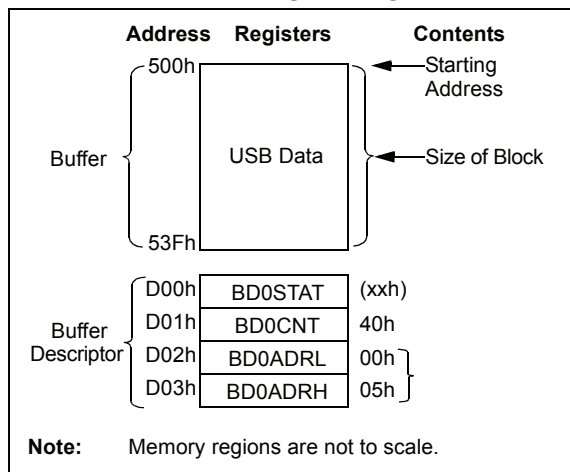 Address Registers Contents
500h
Starting
Address
Buffer
USB Data
Size of Block
53Fh
D00h BD0STAT (xxh)
D01h BD0CNT 40h
Buffer
Descriptor
D02h BD0ADRL 00h
D03h BD0ADRH 05h
Note: Memory regions are not to scale.